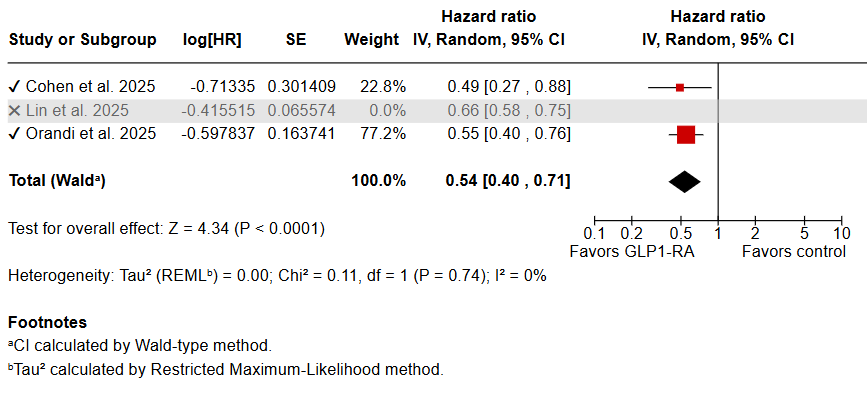 Hazard ratio Hazard ratio
Study or Subgroup log[HR] SE Weight IV, Random, 95% CI IV, Random, 95% CI
✓ Cohen et al. 2025 -0.71335 0.301409 22.8% 0.49 [0.27 , 0.88]
✕ Lin et al. 2025 -0.415515 0.065574 0.0% 0.66 [0.58 , 0.75]
✓ Orandi et al. 2025 -0.597837 0.163741 77.2% 0.55 [0.40 , 0.76]
Total (Waldᵃ) 100.0% 0.54 [0.40 , 0.71]
Test for overall effect: Z = 4.34 (P < 0.0001)
0.1 0.2 0.5 1 2 5 10
Favors GLP1-RA Favors control
Heterogeneity: Tau² (REMLᵇ) = 0.00; Chi² = 0.11, df = 1 (P = 0.74); I² = 0%
Footnotes
ᵃCI calculated by Wald-type method.
ᵇTau² calculated by Restricted Maximum-Likelihood method.